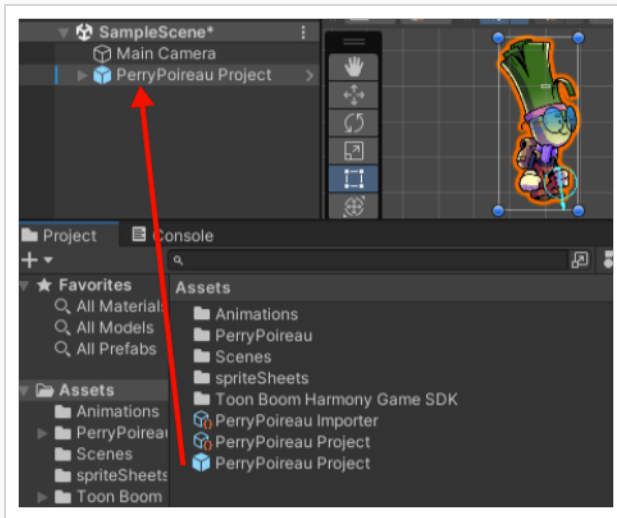 SampleScene*
Main Camera
PerryPoireau Project
Project
Console
Favorites
All Materials
All Models
All Prefabs
Assets
Animations
PerryPoireau
Scenes
spriteSheets
Toon Boom
Assets
Animations
PerryPoireau
Scenes
spriteSheets
Toon Boom Harmony Game SDK
PerryPoireau Importer
PerryPoireau Project
PerryPoireau Project